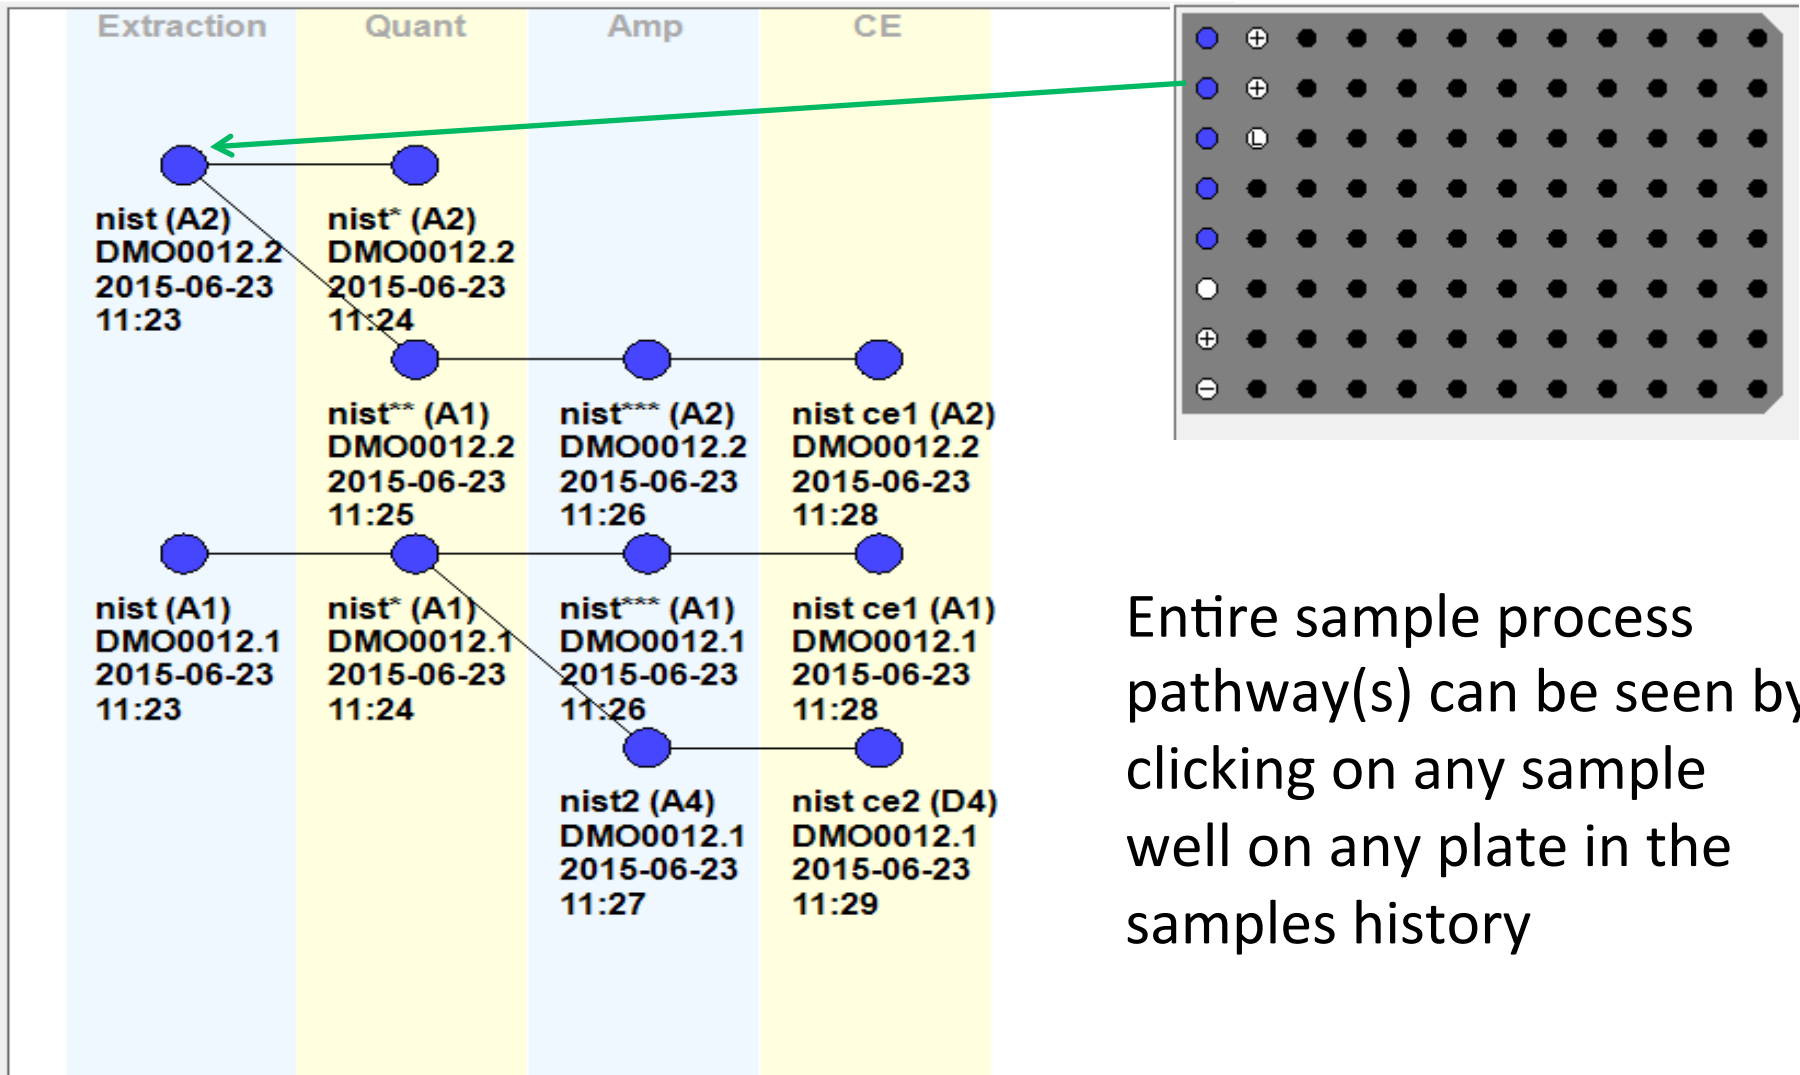 Extraction Quant Amp CE
L
nist (A2)
DMO0012.2
2015-06-23
11:23
nist* (A2)
DMO0012.2
2015-06-23
11:24
nist** (A1)
DMO0012.2
2015-06-23
11:25
nist*** (A2)
DMO0012.2
2015-06-23
11:26
nist ce1 (A2)
DMO0012.2
2015-06-23
11:28
nist (A1)
DMO0012.1
2015-06-23
11:23
nist* (A1)
DMO0012.1
2015-06-23
11:24
nist*** (A1)
DMO0012.1
2015-06-23
11:26
nist ce1 (A1)
DMO0012.1
2015-06-23
11:28
nist2 (A4)
DMO0012.1
2015-06-23
11:27
nist ce2 (D4)
DMO0012.1
2015-06-23
11:29
Entire sample process
pathway(s) can be seen by
clicking on any sample
well on any plate in the
samples history